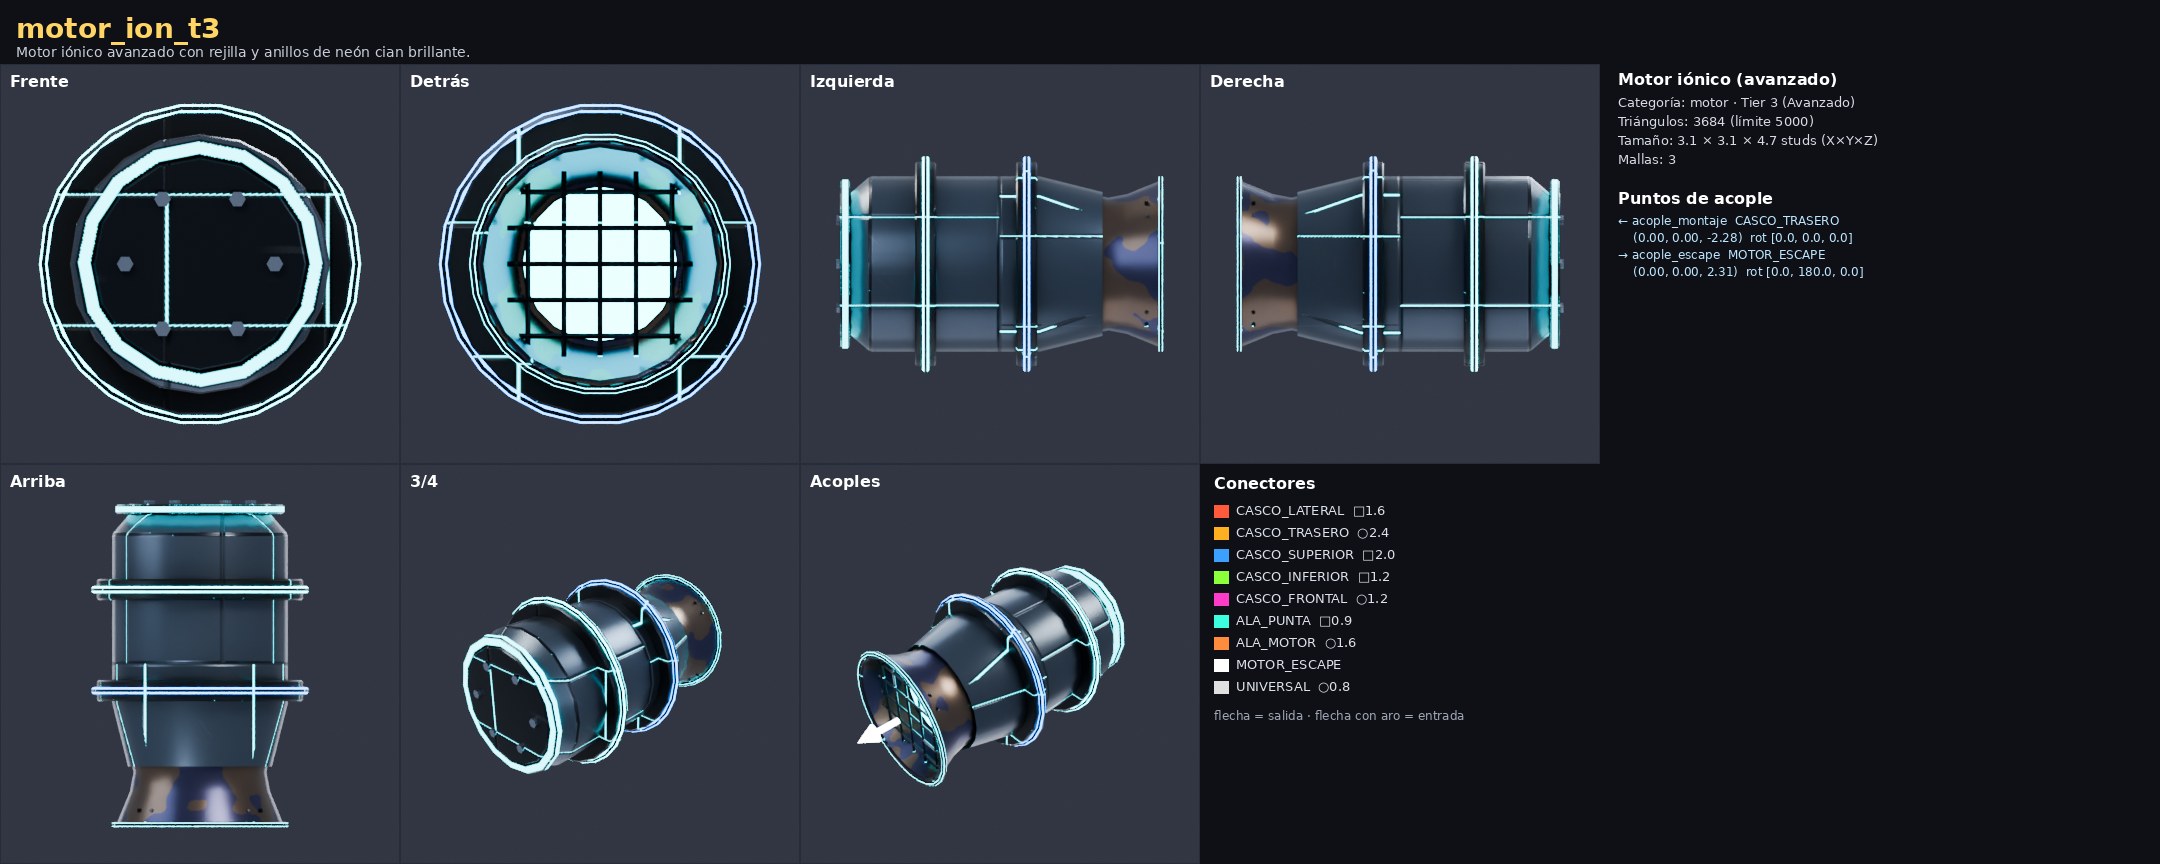 motor_ion_t3
Motor iónico avanzado con rejilla y anillos de neón cian brillante.
Frente
Detrás
Izquierda
Derecha
Motor iónico (avanzado)
Categoría: motor · Tier 3 (Avanzado)
Triángulos: 3684 (límite 5000)
Tamaño: 3.1 × 3.1 × 4.7 studs (X×Y×Z)
Mallas: 3
Puntos de acople
← acople_montaje CASCO_TRASERO
(0.00, 0.00, -2.28) rot [0.0, 0.0, 0.0]
→ acople_escape MOTOR_ESCAPE
(0.00, 0.00, 2.31) rot [0.0, 180.0, 0.0]
Arriba
3/4
Acoples
Conectores
CASCO_LATERAL □1.6
CASCO_TRASERO ○2.4
CASCO_SUPERIOR □2.0
CASCO_INFERIOR □1.2
CASCO_FRONTAL ○1.2
ALA_PUNTA □0.9
ALA_MOTOR ○1.6
MOTOR_ESCAPE
UNIVERSAL ○0.8
flecha = salida · flecha con aro = entrada